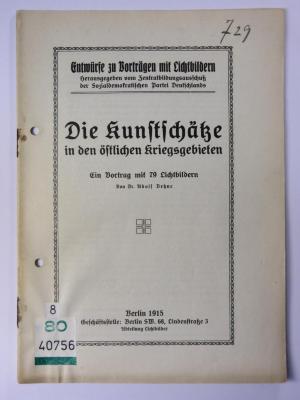 729
Entwürfe zu Vorträgen mit Lichtbildern
Herausgegeben vom Zentralbildungsausschuß
der Sozialdemokratischen Partei Deutschlands
Die Kunstschätze
in den östlichen Kriegsgebieten
Ein Vortrag mit 79 Lichtbildern
Von Dr. Adolf Behne
Berlin 1915
Geschäftsstelle: Berlin SW. 68, Lindenstraße 3
Abteilung Lichtbilder
8
80
40756